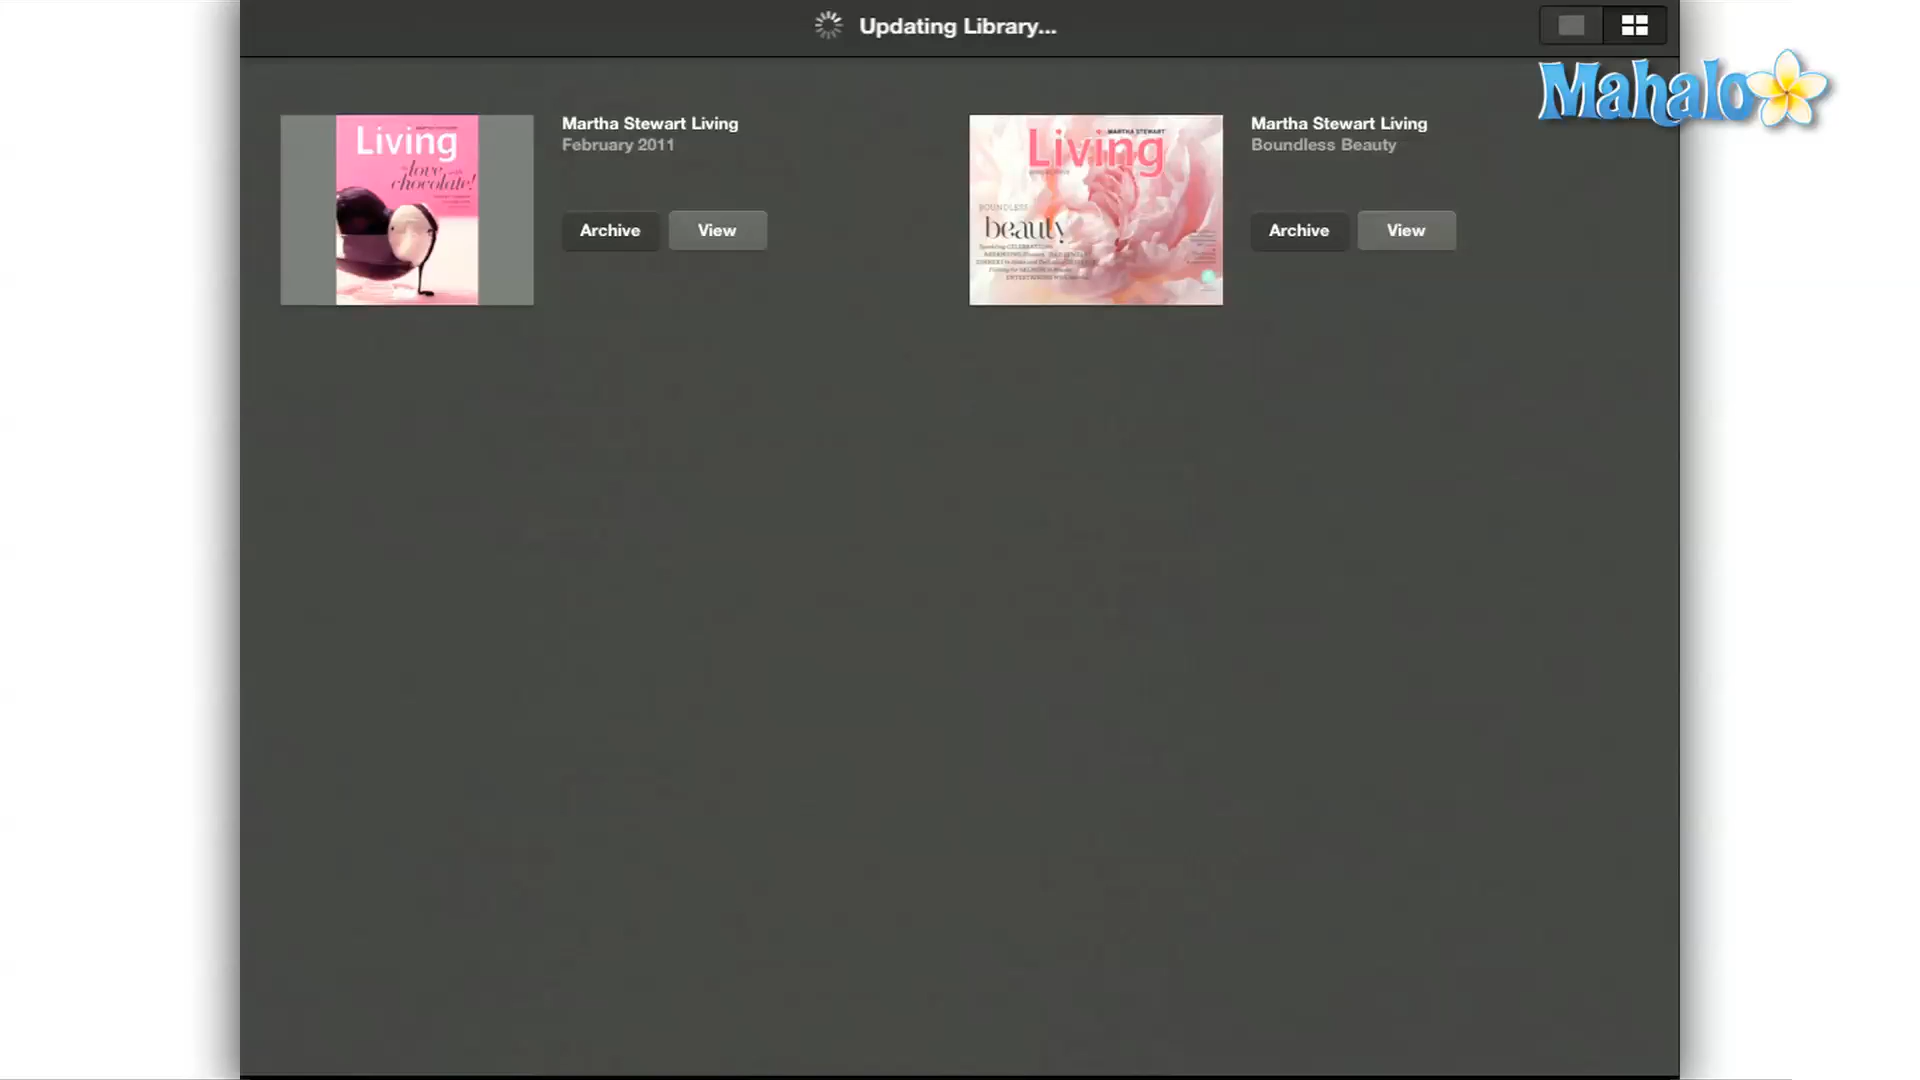 Updating Library...
Mahalo
Martha Stewart Living
February 2011
Archive
View
Living
love
chocolate!
Martha Stewart Living
Boundless Beauty
Archive
View
MARTHA STEWART
Living
BOUNDLESS
beauty